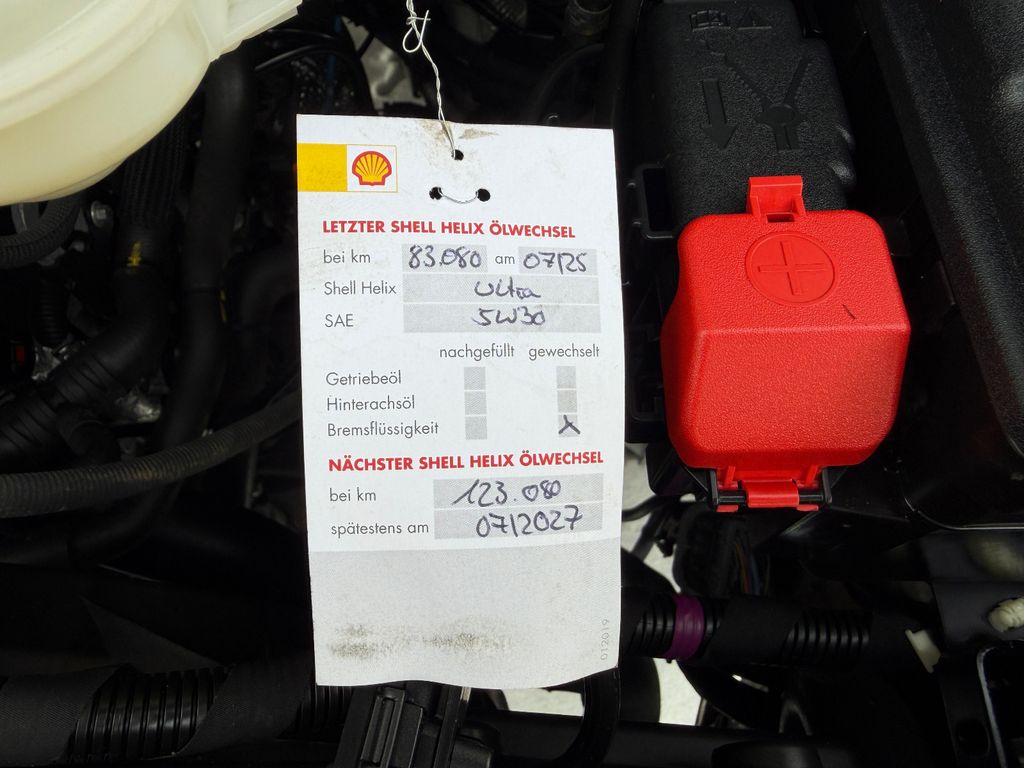 LETZTER SHELL HELIX ÖLWECHSEL
bei km 83.080 am 07/25
Shell Helix Ultra
SAE 5W30
nachgefüllt gewechselt
Getriebeöl
Hinterachsöl
Bremsflüssigkeit X
NÄCHSTER SHELL HELIX ÖLWECHSEL
bei km 123.080
spätestens am 07/2027
012019